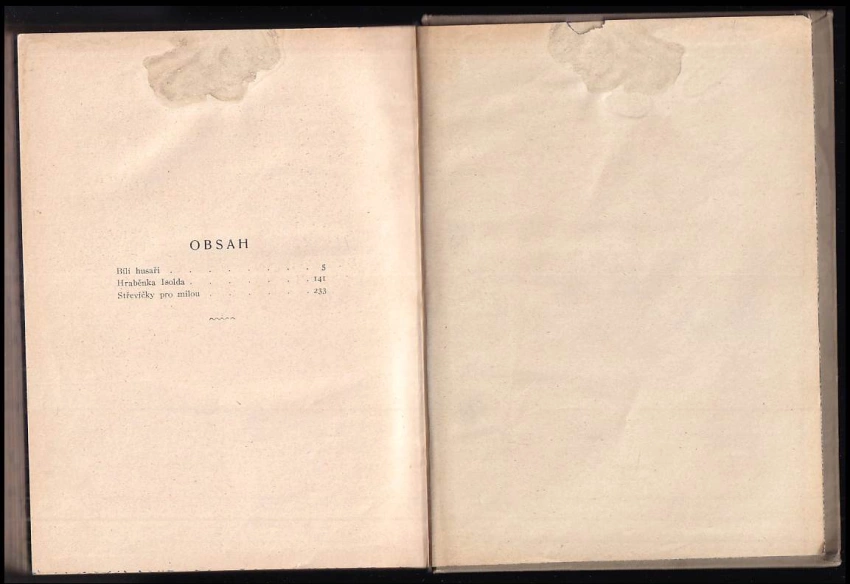 OBSAH
Bílí husaři . . . . . . . . 5
Hraběnka Isolda . . . . . . . 141
Střevíčky pro milou . . . . . . 233